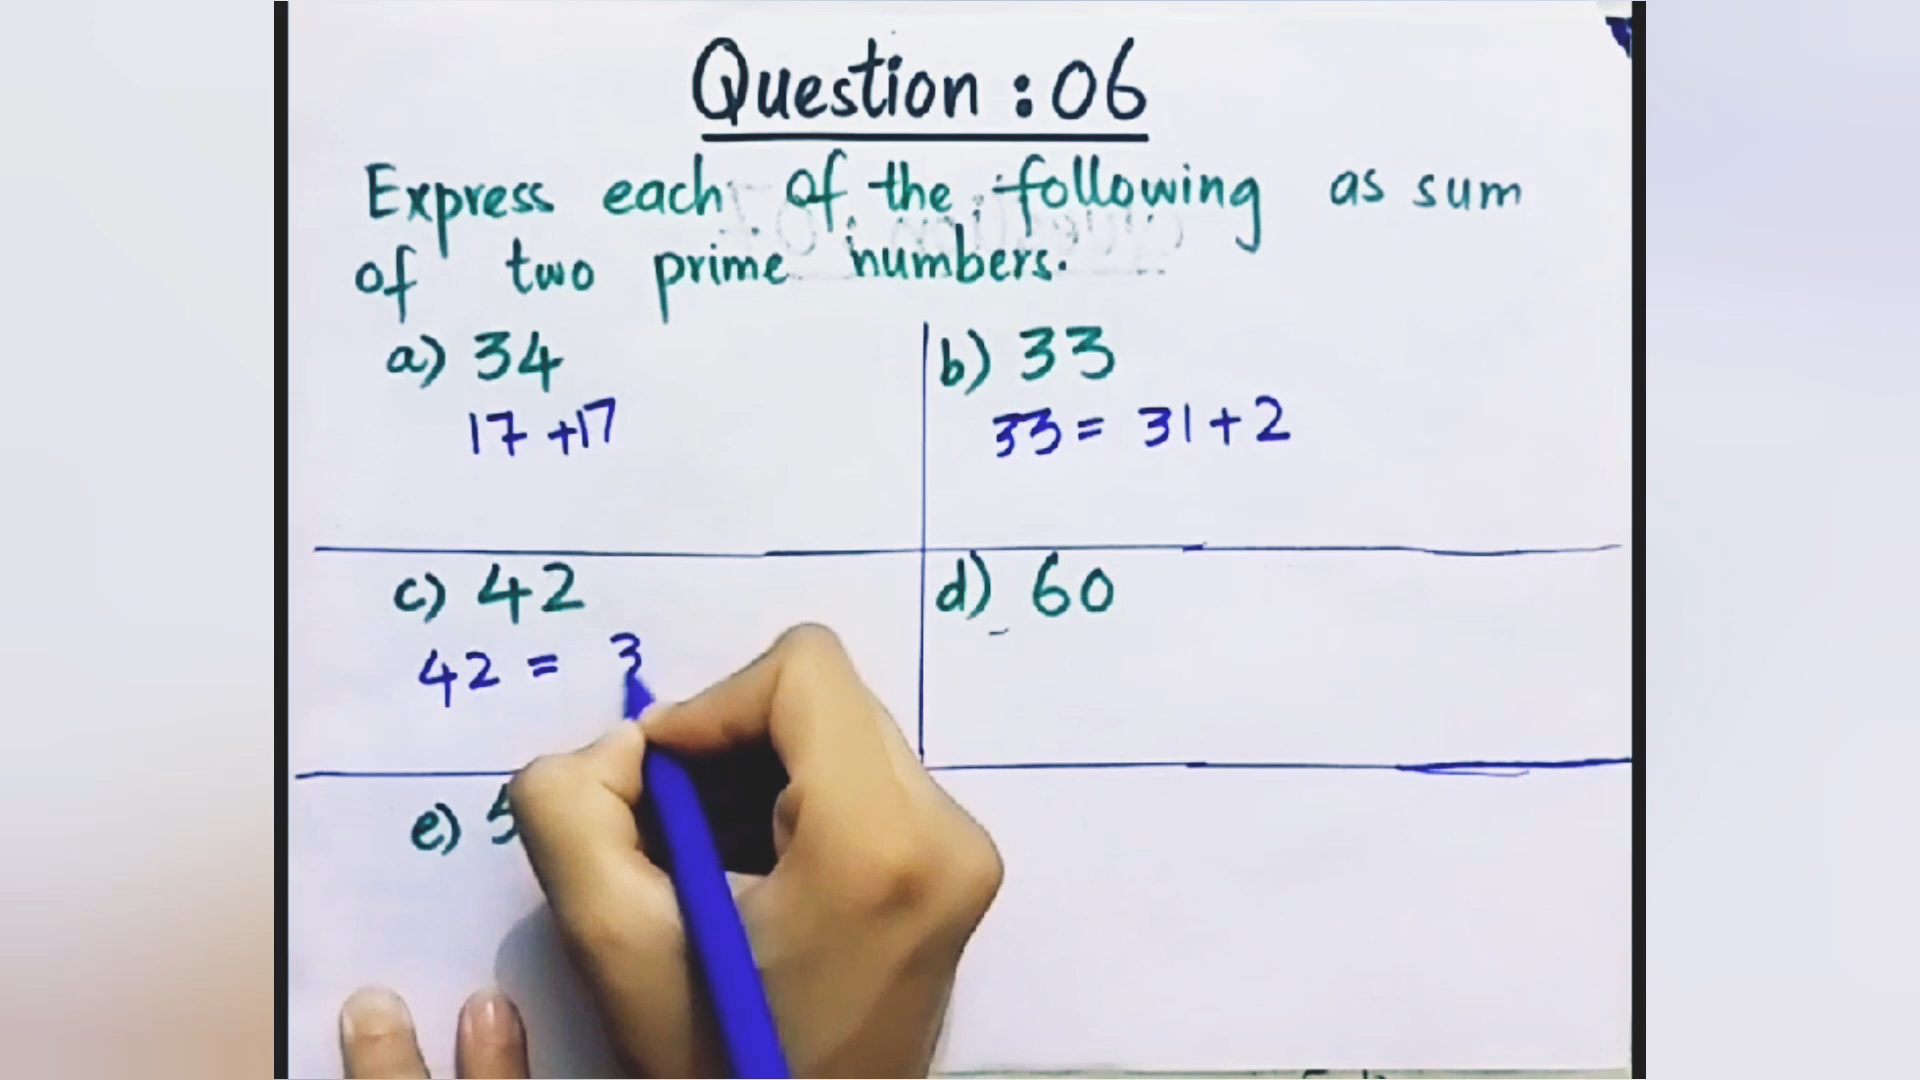 Question : 06
Express each of the following as sum
of two prime numbers.
a) 34
17 + 17
b) 33
33 = 31 + 2
c) 42
42 = 3
d) 60
e) 5